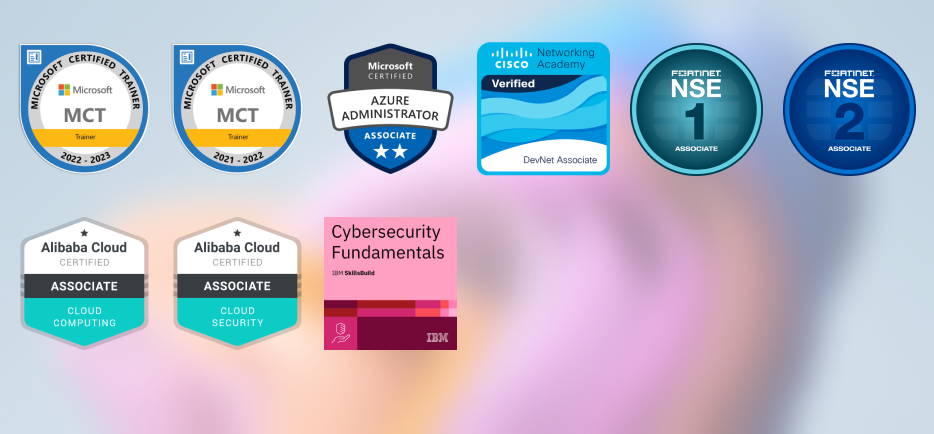 MICROSOFT CERTIFIED TRAINER
Microsoft
MCT
Trainer
2022 - 2023
MICROSOFT CERTIFIED TRAINER
Microsoft
MCT
Trainer
2021 - 2022
Microsoft
CERTIFIED
AZURE
ADMINISTRATOR
ASSOCIATE
CISCO
Networking
Academy
Verified
DevNet Associate
FORTINET
NSE
1
ASSOCIATE
FORTINET
NSE
2
ASSOCIATE
Alibaba Cloud
CERTIFIED
ASSOCIATE
CLOUD
COMPUTING
Alibaba Cloud
CERTIFIED
ASSOCIATE
CLOUD
SECURITY
Cybersecurity
Fundamentals
IBM SkillsBuild
IBM